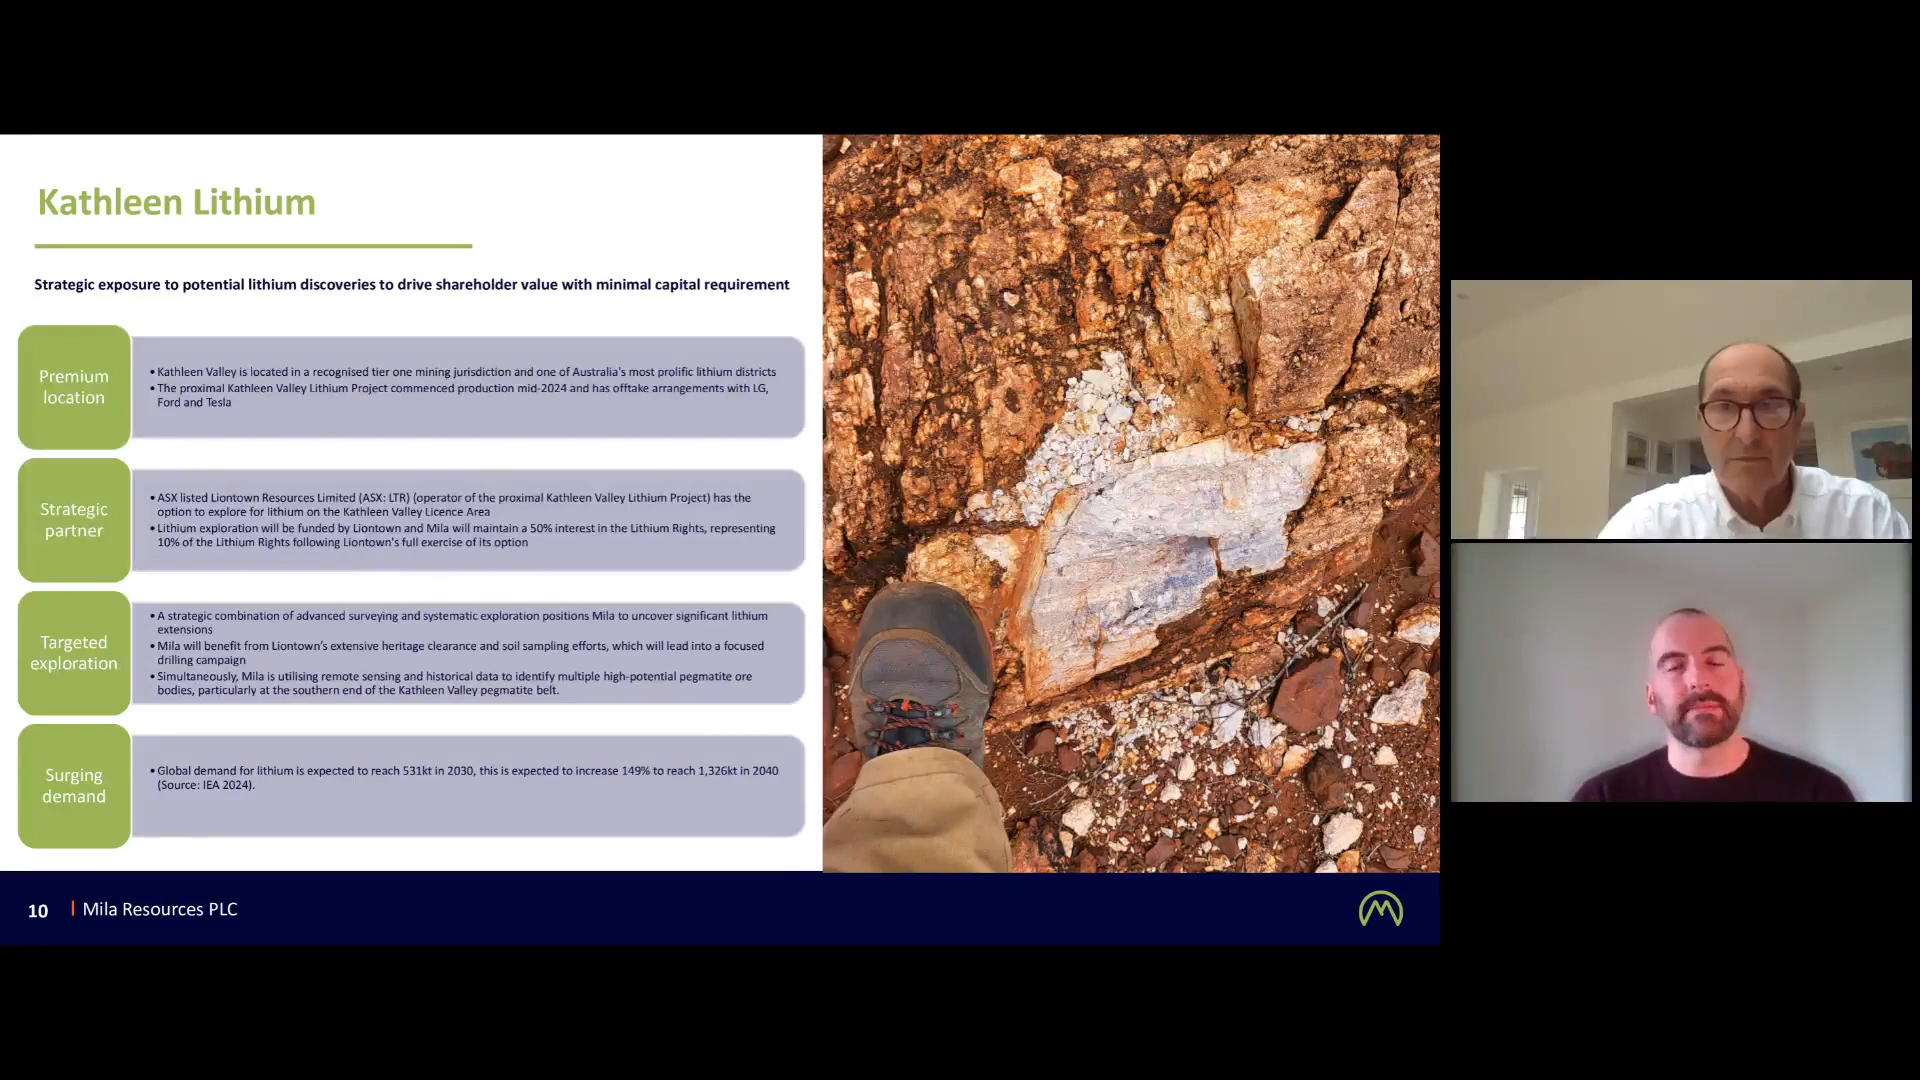 Kathleen Lithium
Strategic exposure to potential lithium discoveries to drive shareholder value with minimal capital requirement
Premium
location
• Kathleen Valley is located in a recognised tier one mining jurisdiction and one of Australia's most prolific lithium districts
• The proximal Kathleen Valley Lithium Project commenced production mid-2024 and has offtake arrangements with LG,
Ford and Tesla
Strategic
partner
• ASX listed Liontown Resources Limited (ASX: LTR) (operator of the proximal Kathleen Valley Lithium Project) has the
option to explore for lithium on the Kathleen Valley Licence Area
• Lithium exploration will be funded by Liontown and Mila will maintain a 50% interest in the Lithium Rights, representing
10% of the Lithium Rights following Liontown's full exercise of its option
Targeted
exploration
• A strategic combination of advanced surveying and systematic exploration positions Mila to uncover significant lithium
extensions
• Mila will benefit from Liontown's extensive heritage clearance and soil sampling efforts, which will lead into a focused
drilling campaign
• Simultaneously, Mila is utilising remote sensing and historical data to identify multiple high-potential pegmatite ore
bodies, particularly at the southern end of the Kathleen Valley pegmatite belt.
Surging
demand
• Global demand for lithium is expected to reach 531kt in 2030, this is expected to increase 149% to reach 1,326kt in 2040
(Source: IEA 2024).
10 | Mila Resources PLC